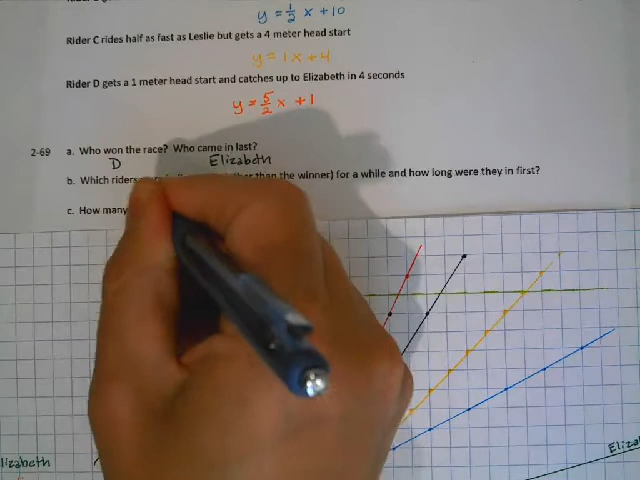 y = 1/2 x + 10
Rider C rides half as fast as Leslie but gets a 4 meter head start
y = 1x + 4
Rider D gets a 1 meter head start and catches up to Elizabeth in 4 seconds
y = 5/2 x + 1
2-69 a. Who won the race? Who came in last?
D Elizabeth
b. Which riders than the winner) for a while and how long were they in first?
c. How many
lizabeth
Eliza